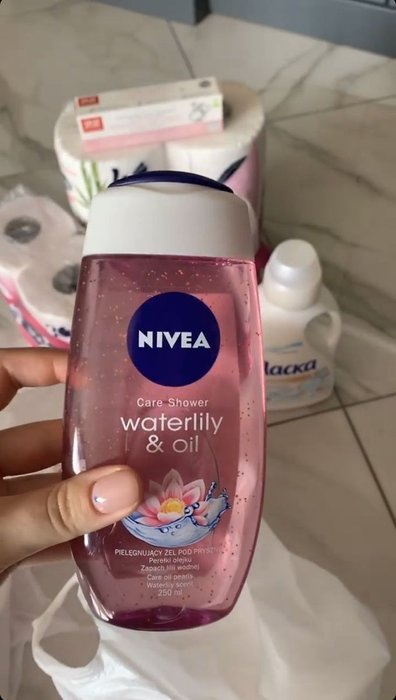 NIVEA
Care Shower
waterlily
& oil
PIELĘGNUJĄCY ŻEL POD
Perełki olejku
Zapach lilii wodnej
Care oil pearls
Waterlily scent
250 ml